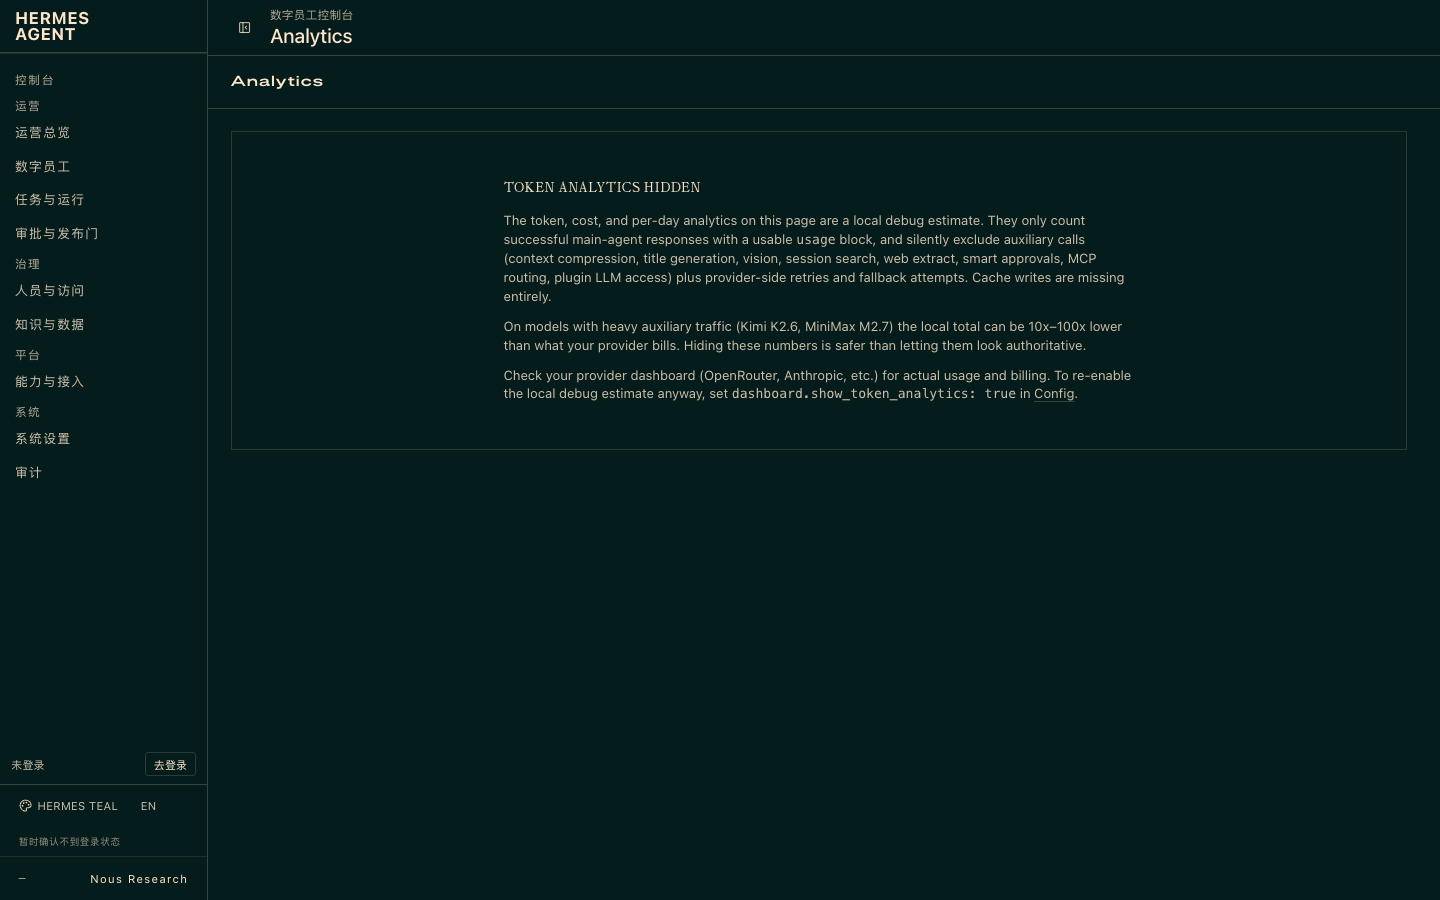 HERMES
AGENT
控制台
运营
运营总览
数字员工
任务与运行
审批与发布门
治理
人员与访问
知识与数据
平台
能力与接入
系统
系统设置
审计
未登录
去登录
HERMES TEAL
EN
暂时确认不到登录状态
–
Nous Research
数字员工控制台
Analytics
Analytics
TOKEN ANALYTICS HIDDEN
The token, cost, and per-day analytics on this page are a local debug estimate. They only count
successful main-agent responses with a usable usage block, and silently exclude auxiliary calls
(context compression, title generation, vision, session search, web extract, smart approvals, MCP
routing, plugin LLM access) plus provider-side retries and fallback attempts. Cache writes are missing
entirely.
On models with heavy auxiliary traffic (Kimi K2.6, MiniMax M2.7) the local total can be 10x–100x lower
than what your provider bills. Hiding these numbers is safer than letting them look authoritative.
Check your provider dashboard (OpenRouter, Anthropic, etc.) for actual usage and billing. To re-enable
the local debug estimate anyway, set dashboard.show_token_analytics: true in Config.